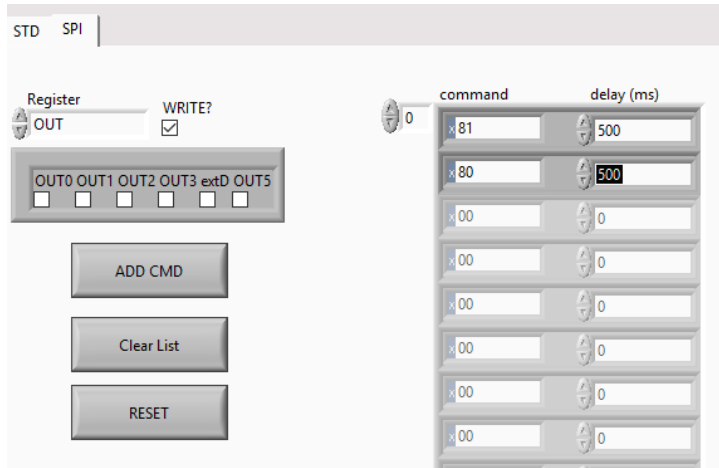 STD SPI
Register
WRITE?
OUT
OUT0 OUT1 OUT2 OUT3 extD OUT5
ADD CMD
Clear List
RESET
0
command delay (ms)
x 81 500
x 80 500
x 00 0
x 00 0
x 00 0
x 00 0
x 00 0
x 00 0